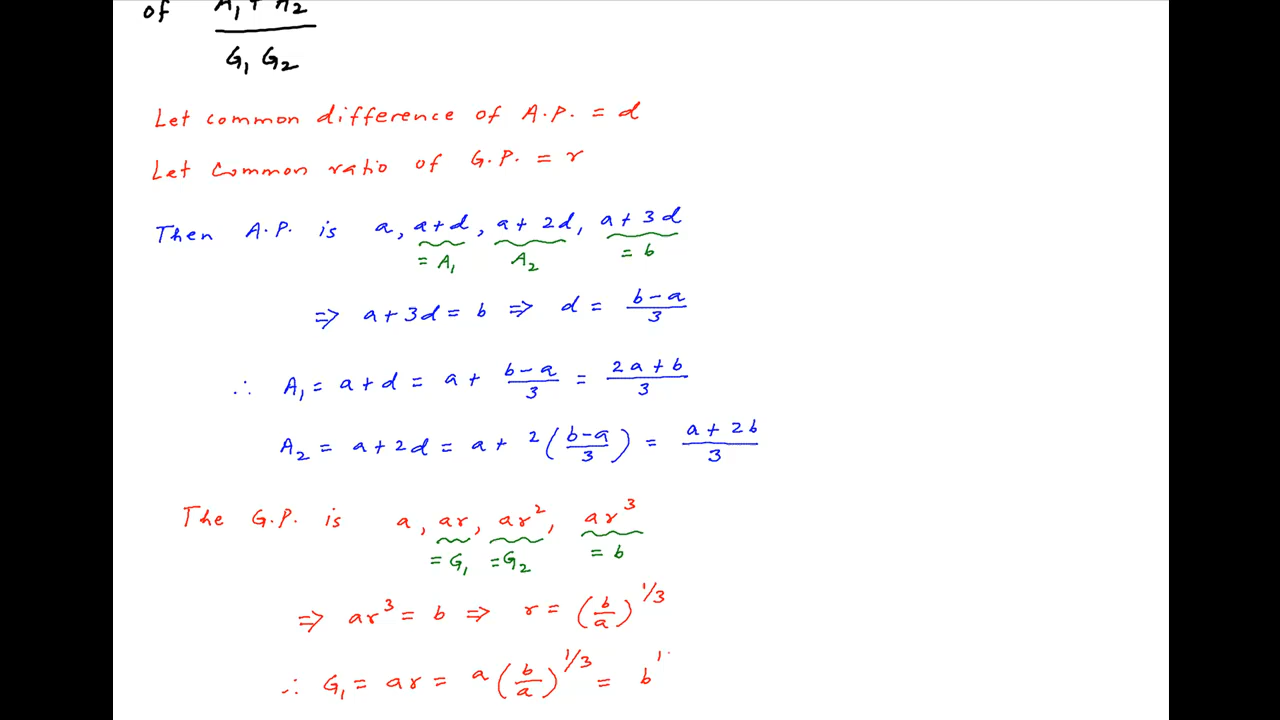 of (A₁ + A₂)/(G₁ G₂)
Let common difference of A.P. = d
Let common ratio of G.P. = r
Then A.P. is a, a+d, a+2d, a+3d
= A₁ A₂ = b
⇒ a+3d = b ⇒ d = (b-a)/3
∴ A₁ = a+d = a + (b-a)/3 = (2a+b)/3
A₂ = a+2d = a + 2((b-a)/3) = (a+2b)/3
The G.P. is a, ar, ar², ar³
= G₁ = G₂ = b
⇒ ar³ = b ⇒ r = (b/a)^1/3
∴ G₁ = ar = a(b/a)^1/3 = b^1